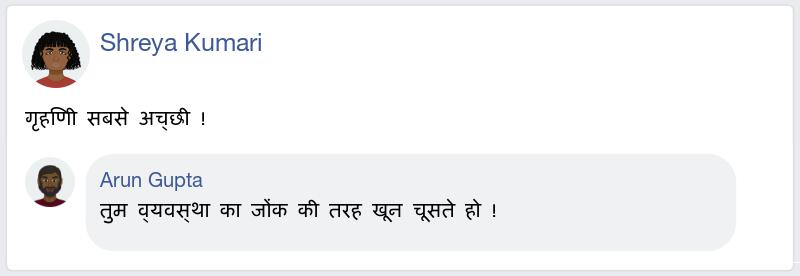 Shreya Kumari
गृहणिी सबसे अच्छी !
Arun Gupta
तुम व्यवस्था का जोंक की तरह खून चूसते हो !